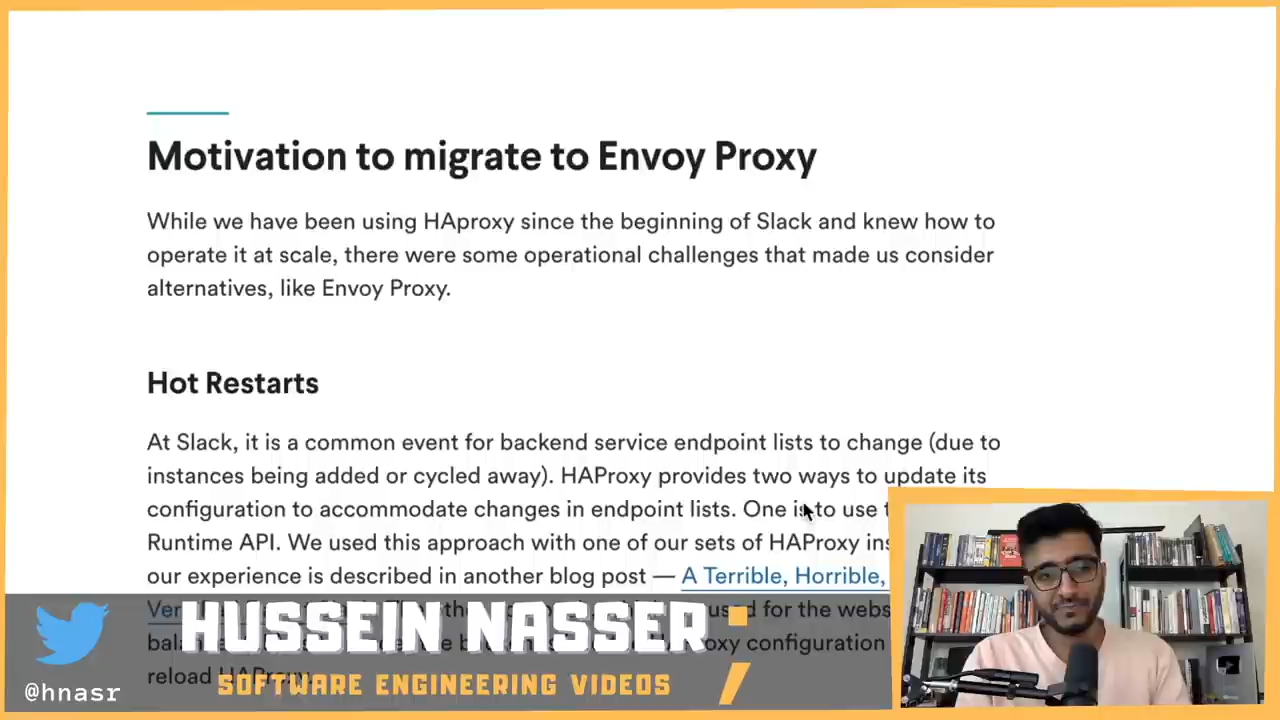 Motivation to migrate to Envoy Proxy
While we have been using HAproxy since the beginning of Slack and knew how to
operate it at scale, there were some operational challenges that made us consider
alternatives, like Envoy Proxy.
Hot Restarts
At Slack, it is a common event for backend service endpoint lists to change (due to
instances being added or cycled away). HAProxy provides two ways to update its
configuration to accommodate changes in endpoint lists. One is to use
Runtime API. We used this approach with one of our sets of HAProxy
our experience is described in another blog post — A Terrible, Horrible,
for the
configuration
reload
HUSSEIN NASSER
SOFTWARE ENGINEERING VIDEOS
;
@hnasr